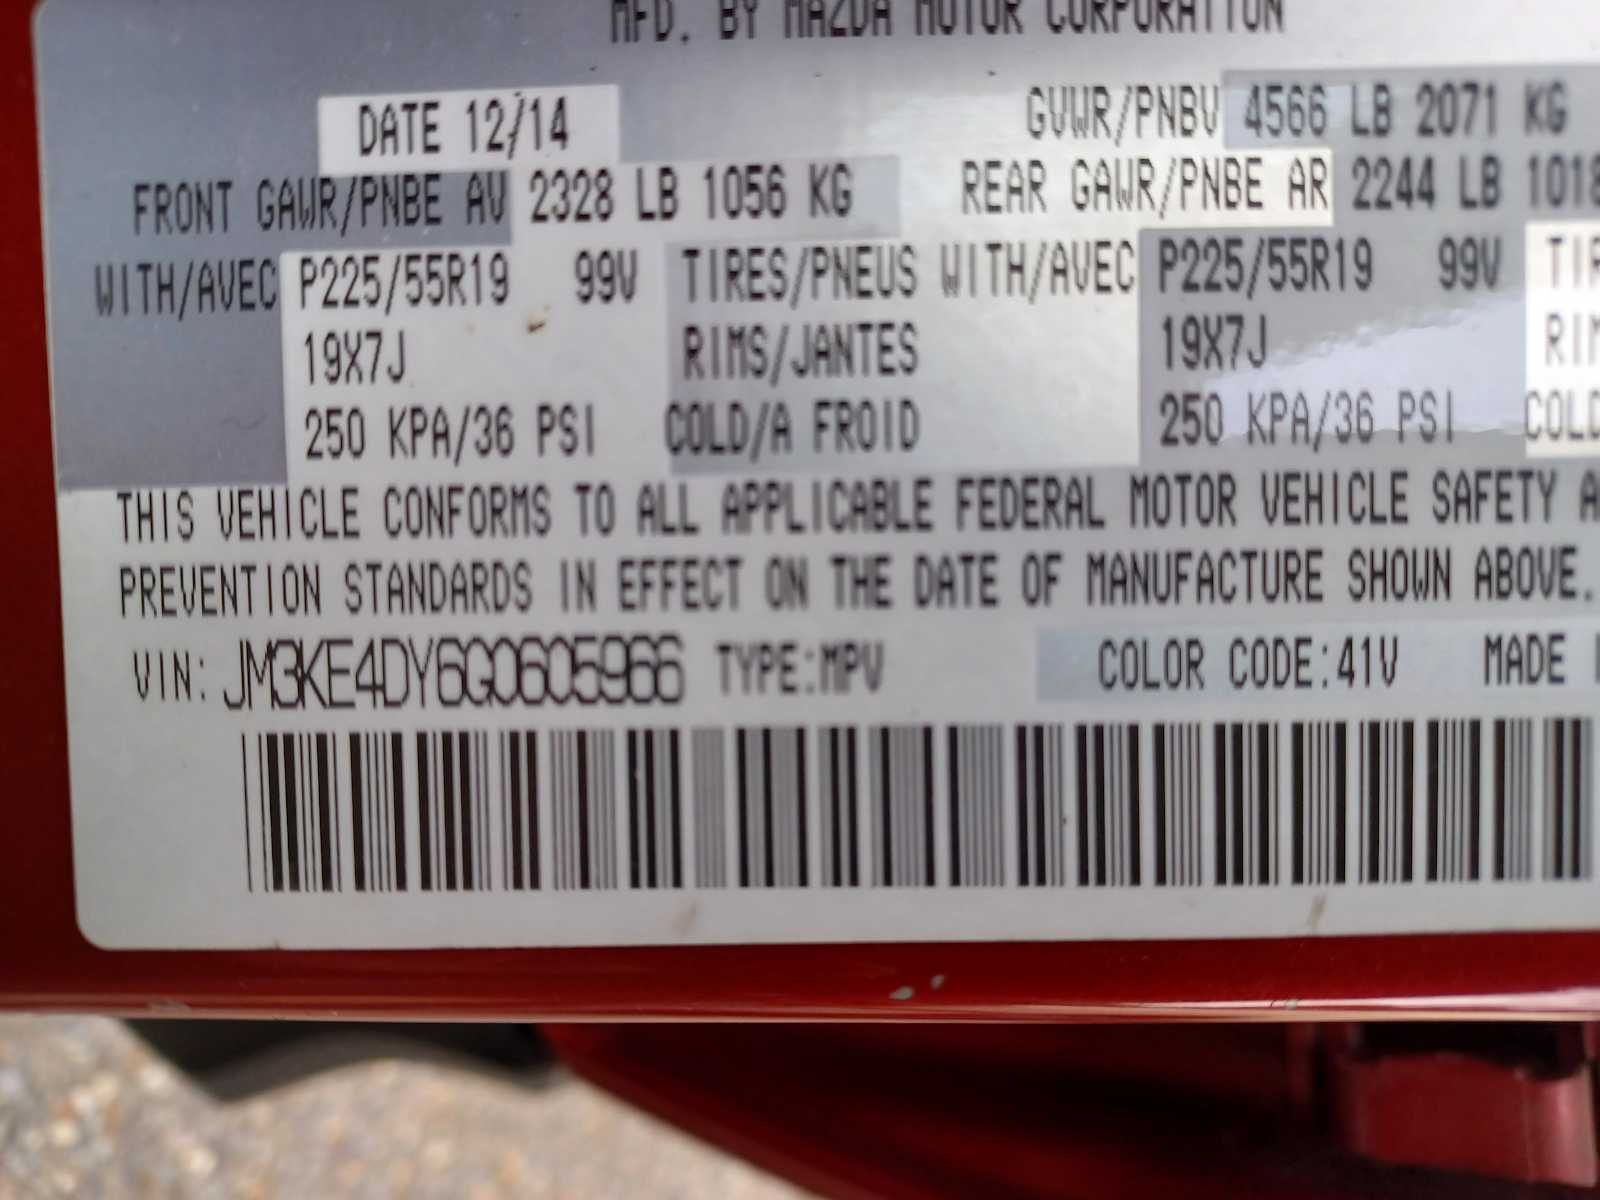 MFD. BY MAZDA MOTOR CORPORATION
DATE 12/14 GVWR/PNBV 4566 LB 2071 KG
FRONT GAWR/PNBE AV 2328 LB 1056 KG REAR GAWR/PNBE AR 2244 LB 1018
WITH/AVEC P225/55R19 99V TIRES/PNEUS WITH/AVEC P225/55R19 99V TIR
19X7J RIMS/JANTES 19X7J RIM
250 KPA/36 PSI COLD/A FROID 250 KPA/36 PSI COLD
THIS VEHICLE CONFORMS TO ALL APPLICABLE FEDERAL MOTOR VEHICLE SAFETY A
PREVENTION STANDARDS IN EFFECT ON THE DATE OF MANUFACTURE SHOWN ABOVE.
VIN: JM3KE4DY6G0605966 TYPE:MPV COLOR CODE:41V MADE